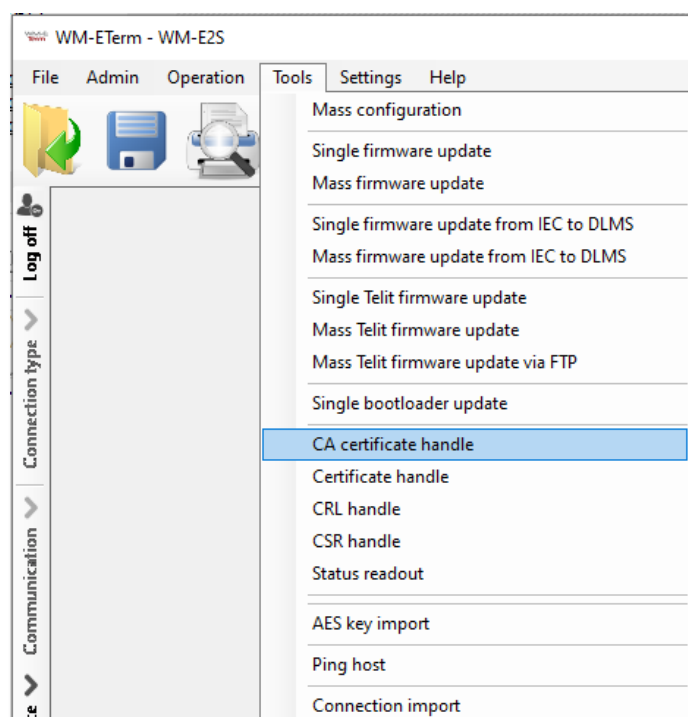 WM-ETerm - WM-E2S
File Admin Operation Tools Settings Help
Mass configuration
Single firmware update
Mass firmware update
Single firmware update from IEC to DLMS
Mass firmware update from IEC to DLMS
Single Telit firmware update
Mass Telit firmware update
Mass Telit firmware update via FTP
Single bootloader update
CA certificate handle
Certificate handle
CRL handle
CSR handle
Status readout
AES key import
Ping host
Connection import
Log off
Connection type
Communication